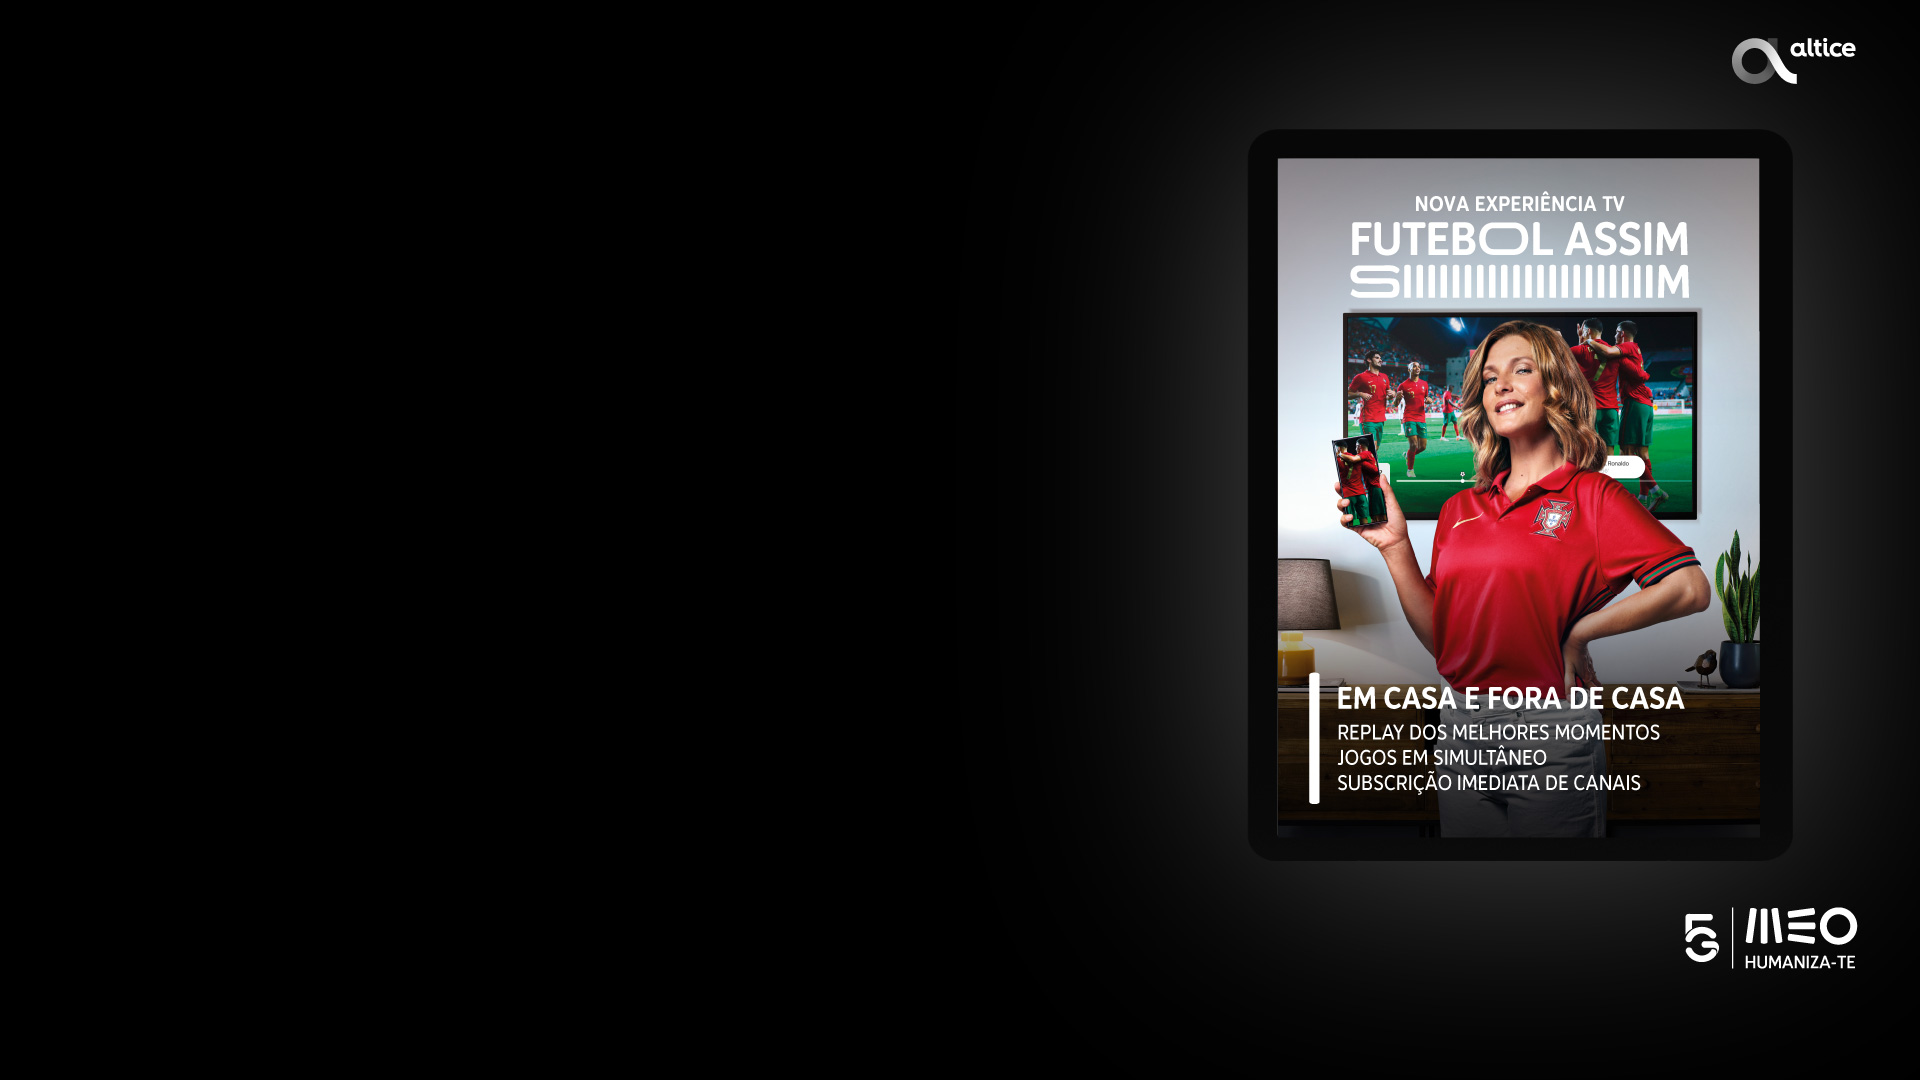 altice
NOVA EXPERIÊNCIA TV
FUTEBOL ASSIM
SIIIIIIIIIIIIIIIIIIIIIM
Ronaldo
EM CASA E FORA DE CASA
REPLAY DOS MELHORES MOMENTOS
JOGOS EM SIMULTÂNEO
SUBSCRIÇÃO IMEDIATA DE CANAIS
5G
MEO
HUMANIZA-TE